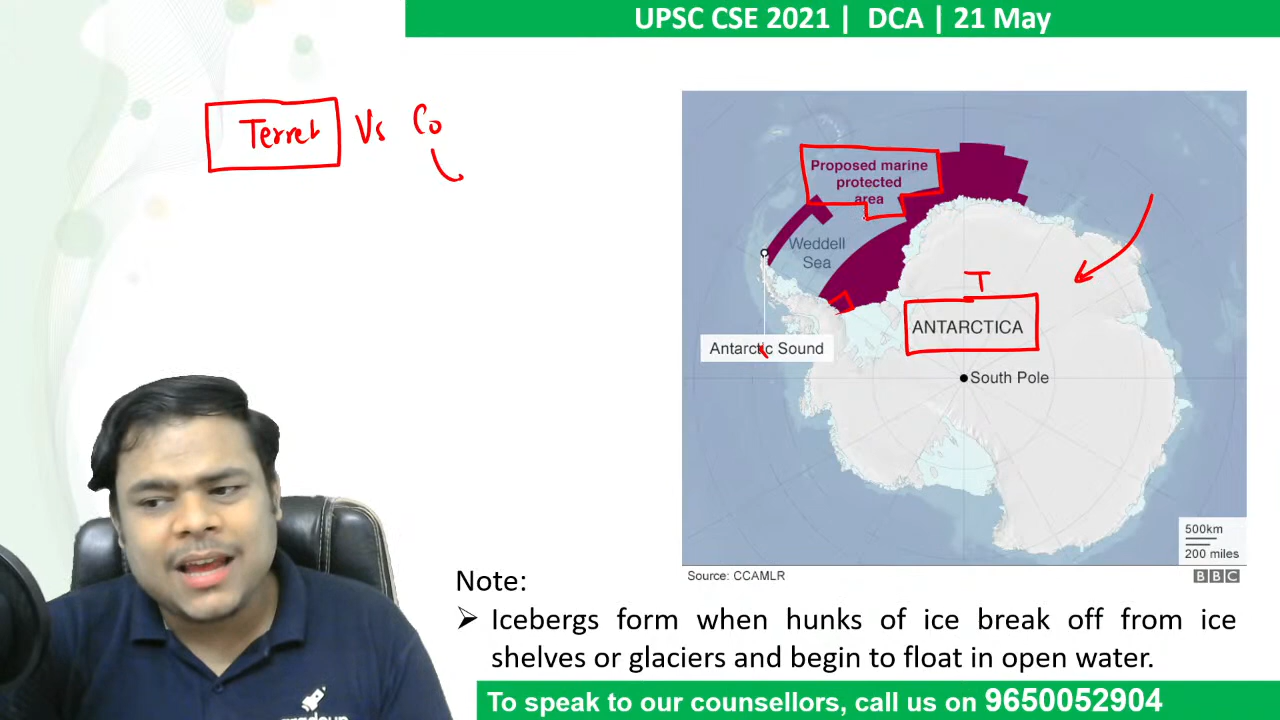 UPSC CSE 2021 | DCA | 21 May
Terret Vs Co
Proposed marine
protected
area
Weddell
Sea
T
ANTARCTICA
Antarctic Sound
South Pole
500km
200 miles
Source: CCAMLR
BBC
Note:
➢ Icebergs form when hunks of ice break off from ice
shelves or glaciers and begin to float in open water.
To speak to our counsellors, call us on 9650052904